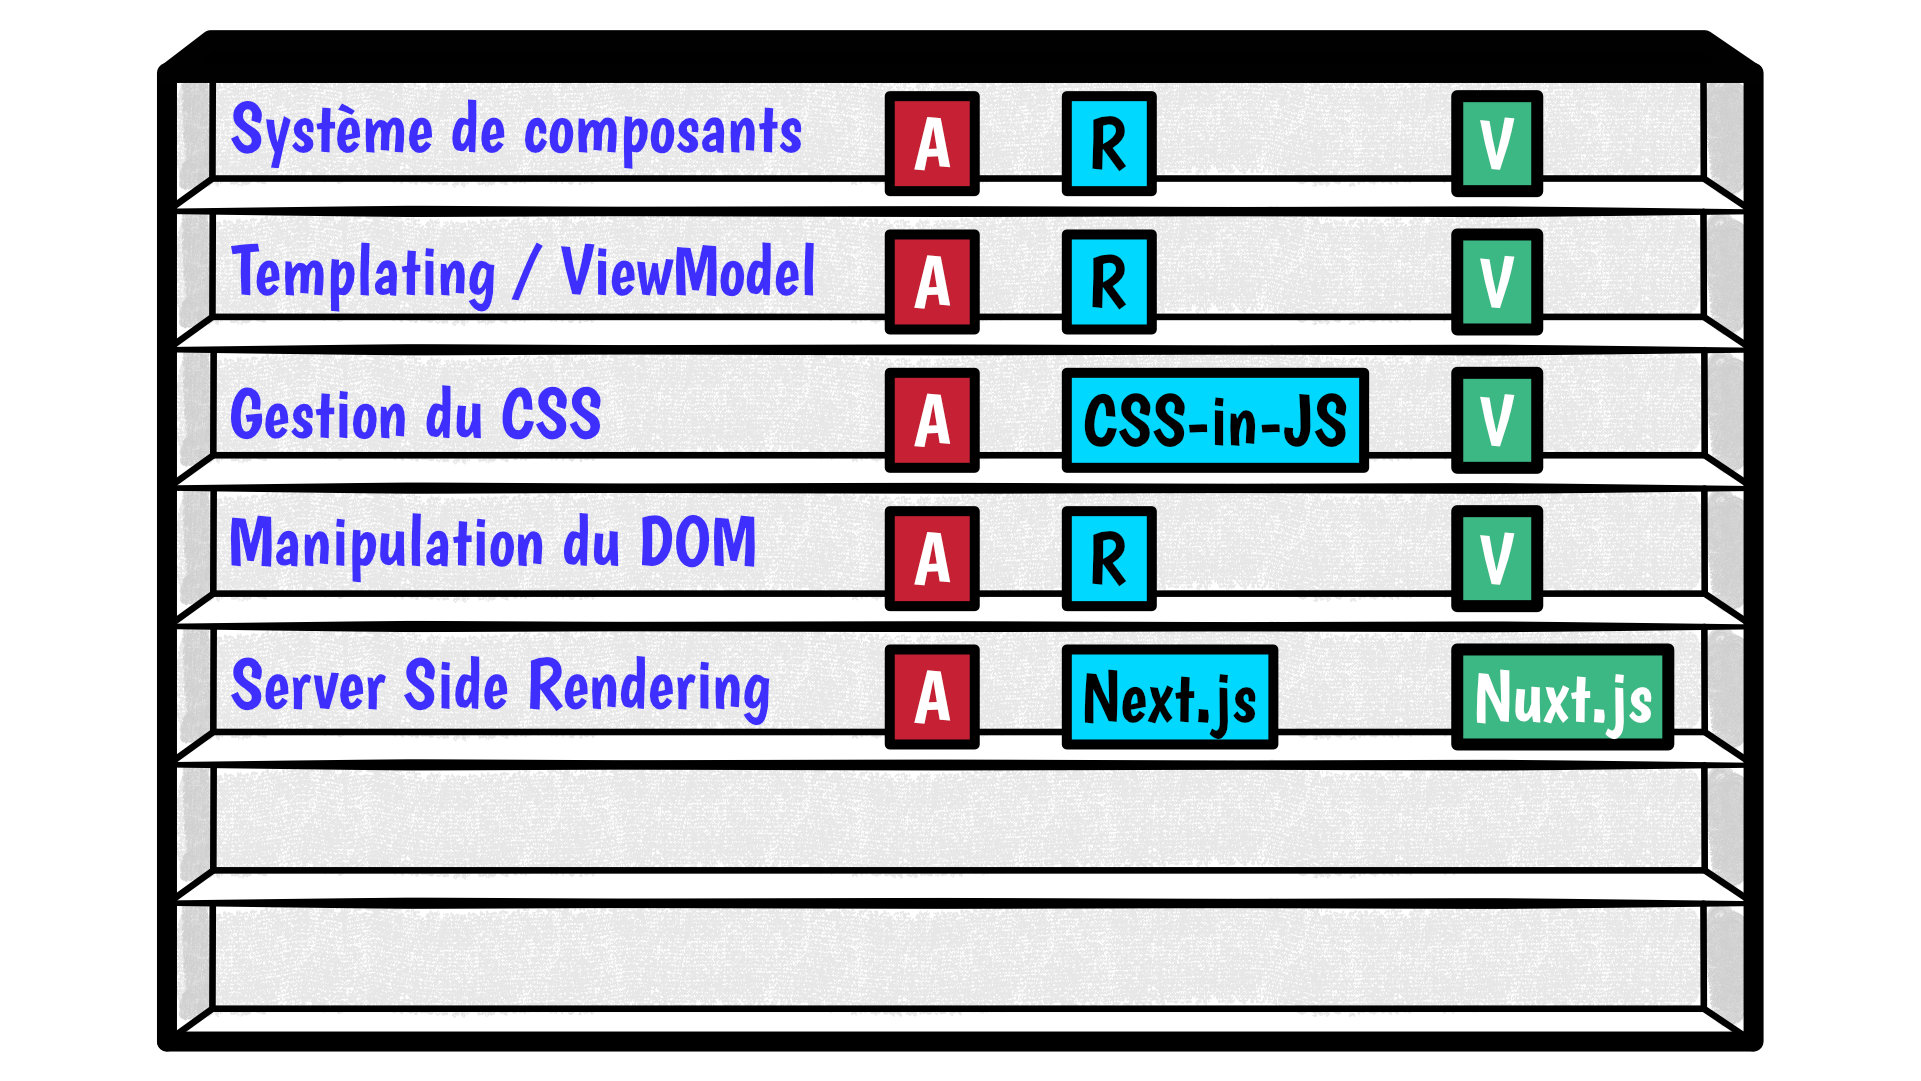 Système de composants A R V
Templating / ViewModel A R V
Gestion du CSS A CSS-in-JS V
Manipulation du DOM A R V
Server Side Rendering A Next.js Nuxt.js